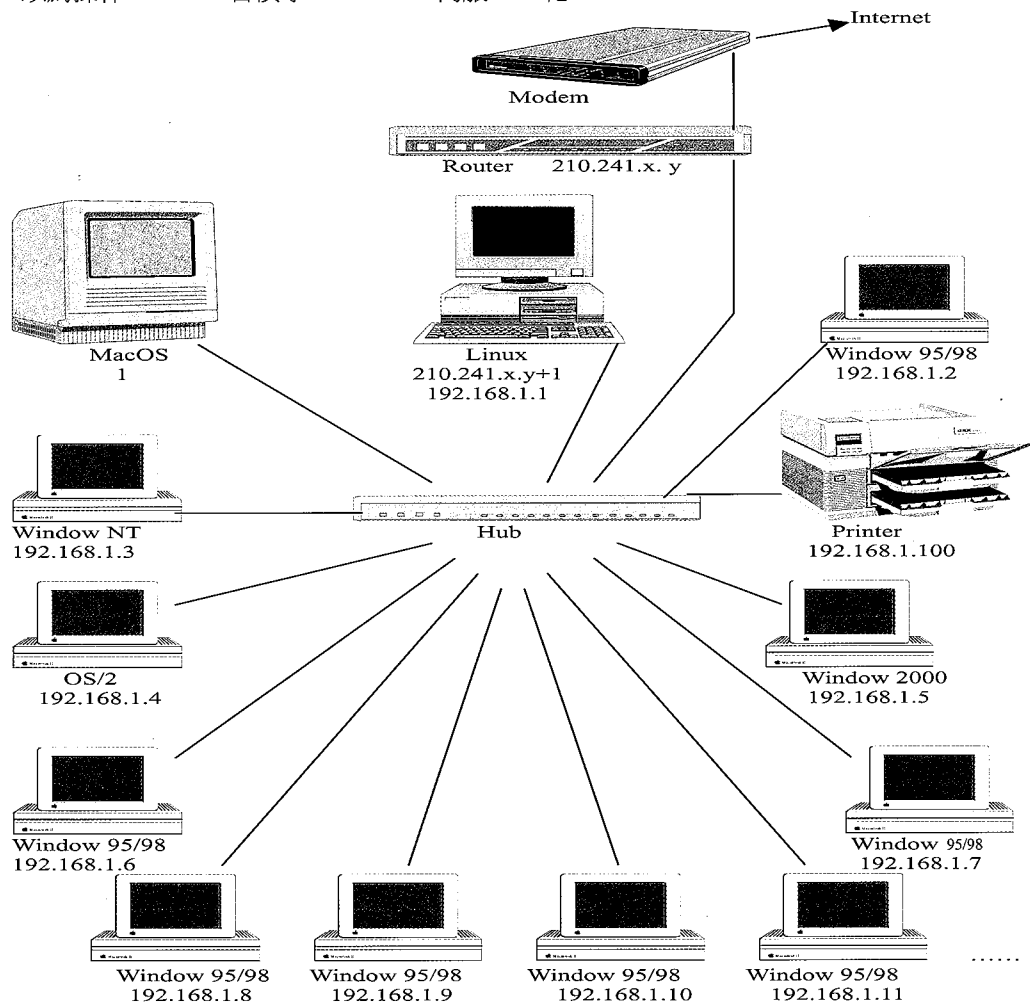 Internet
Modem
Router 210.241.x. y
MacOS
1
Linux
210.241.x.y+1
192.168.1.1
Window 95/98
192.168.1.2
Window NT
192.168.1.3
Hub
Printer
192.168.1.100
OS/2
192.168.1.4
Window 2000
192.168.1.5
Window 95/98
192.168.1.6
Window 95/98
192.168.1.7
Window 95/98
192.168.1.8
Window 95/98
192.168.1.9
Window 95/98
192.168.1.10
Window 95/98
192.168.1.11
......